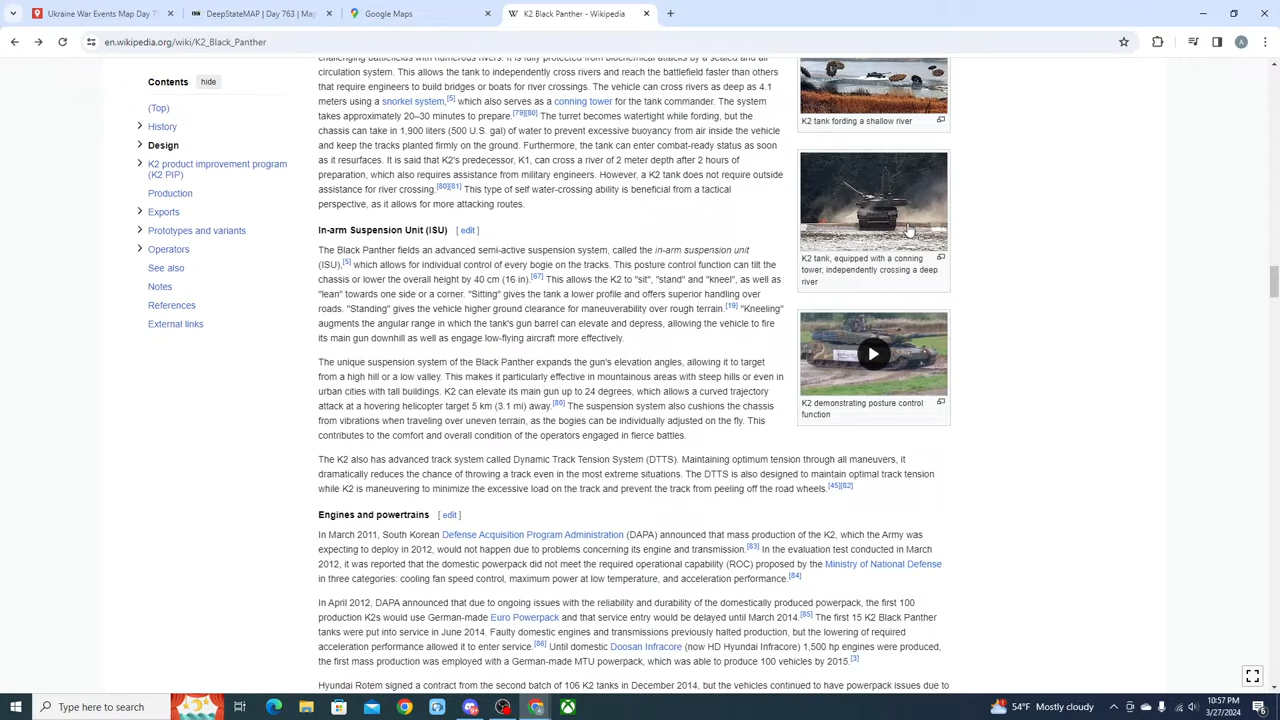 Ukraine War Events Map Day 7
DeepStateMAP | Day 763 | Map
Google Maps
K2 Black Panther - Wikipedia
en.wikipedia.org/wiki/K2_Black_Panther
Contents hide
(Top)
History
Design
K2 product improvement program
(K2 PIP)
Production
Exports
Prototypes and variants
Operators
See also
Notes
References
External links
challenging battlefields with numerous rivers. It is fully protected from biochemical attacks by a sealed and air
circulation system. This allows the tank to independently cross rivers and reach the battlefield faster than others
that require engineers to build bridges or boats for river crossings. The vehicle can cross rivers as deep as 4.1
meters using a snorkel system,[5] which also serves as a conning tower for the tank commander. The system
takes approximately 20–30 minutes to prepare.[79][80] The turret becomes watertight while fording, but the
chassis can take in 1,900 liters (500 U.S. gal) of water to prevent excessive buoyancy from air inside the vehicle
and keep the tracks planted firmly on the ground. Furthermore, the tank can enter combat-ready status as soon
as it resurfaces. It is said that K2's predecessor, K1, can cross a river of 2 meter depth after 2 hours of
preparation, which also requires assistance from military engineers. However, a K2 tank does not require outside
assistance for river crossing.[80][81] This type of self water-crossing ability is beneficial from a tactical
perspective, as it allows for more attacking routes.
In-arm Suspension Unit (ISU) [ edit ]
The Black Panther fields an advanced semi-active suspension system, called the in-arm suspension unit
(ISU),[5] which allows for individual control of every bogie on the tracks. This posture control function can tilt the
chassis or lower the overall height by 40 cm (16 in).[67] This allows the K2 to "sit", "stand" and "kneel", as well as
"lean" towards one side or a corner. "Sitting" gives the tank a lower profile and offers superior handling over
roads. "Standing" gives the vehicle higher ground clearance for maneuverability over rough terrain.[19] "Kneeling"
augments the angular range in which the tank's gun barrel can elevate and depress, allowing the vehicle to fire
its main gun downhill as well as engage low-flying aircraft more effectively.
The unique suspension system of the Black Panther expands the gun's elevation angles, allowing it to target
from a high hill or a low valley. This makes it particularly effective in mountainous areas with steep hills or even in
urban cities with tall buildings. K2 can elevate its main gun up to 24 degrees, which allows a curved trajectory
attack at a hovering helicopter target 5 km (3.1 mi) away.[80] The suspension system also cushions the chassis
from vibrations when traveling over uneven terrain, as the bogies can be individually adjusted on the fly. This
contributes to the comfort and overall condition of the operators engaged in fierce battles.
The K2 also has advanced track system called Dynamic Track Tension System (DTTS). Maintaining optimum tension through all maneuvers, it
dramatically reduces the chance of throwing a track even in the most extreme situations. The DTTS is also designed to maintain optimal track tension
while K2 is maneuvering to minimize the excessive load on the track and prevent the track from peeling off the road wheels.[45][82]
Engines and powertrains [ edit ]
In March 2011, South Korean Defense Acquisition Program Administration (DAPA) announced that mass production of the K2, which the Army was
expecting to deploy in 2012, would not happen due to problems concerning its engine and transmission.[83] In the evaluation test conducted in March
2012, it was reported that the domestic powerpack did not meet the required operational capability (ROC) proposed by the Ministry of National Defense
in three categories: cooling fan speed control, maximum power at low temperature, and acceleration performance.[84]
In April 2012, DAPA announced that due to ongoing issues with the reliability and durability of the domestically produced powerpack, the first 100
production K2s would use German-made Euro Powerpack and that service entry would be delayed until March 2014.[85] The first 15 K2 Black Panther
tanks were put into service in June 2014. Faulty domestic engines and transmissions previously halted production, but the lowering of required
acceleration performance allowed it to enter service.[86] Until domestic Doosan Infracore (now HD Hyundai Infracore) 1,500 hp engines were produced,
the first mass production was employed with a German-made MTU powerpack, which was able to produce 100 vehicles by 2015.[3]
Hyundai Rotem signed a contract from the second batch of 106 K2 tanks in December 2014, but the vehicles continued to have powerpack issues due to
K2 tank fording a shallow river
K2 tank, equipped with a conning
tower, independently crossing a deep
river
K2 demonstrating posture control
function
Type here to search
54°F Mostly cloudy
10:57 PM
3/27/2024